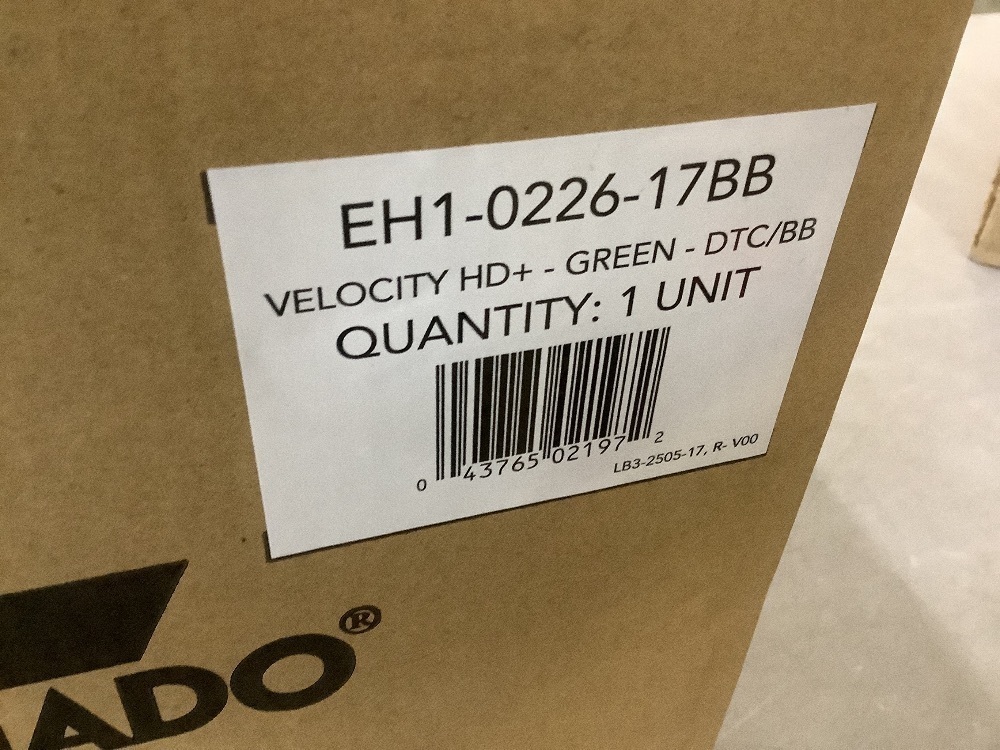 EH1-0226-17BB
VELOCITY HD+ - GREEN - DTC/BB
QUANTITY: 1 UNIT
0 43765 02197 2
LB3-2505-17, R- V00
ADO®